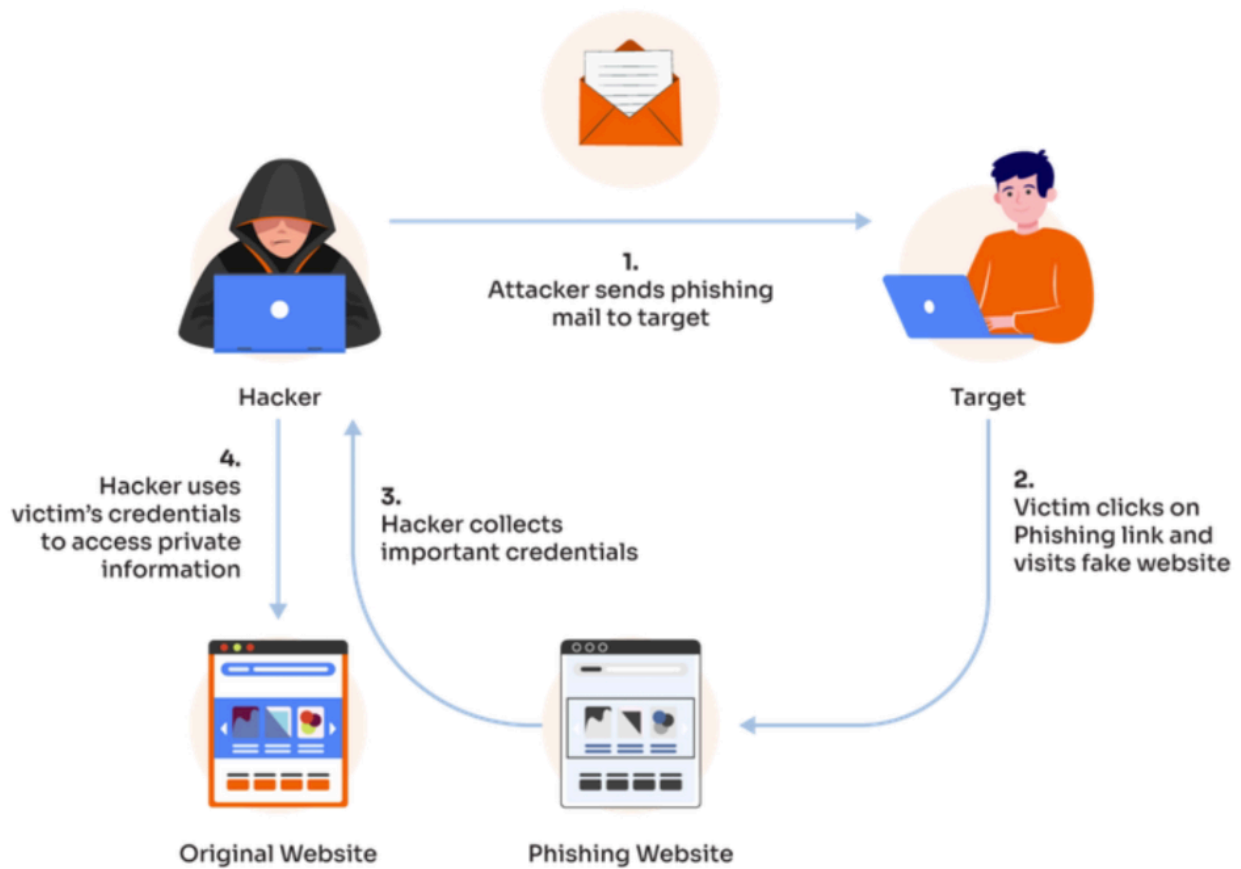 1.
Attacker sends phishing
mail to target
Hacker
Target
4.
Hacker uses
victim's credentials
to access private
information
3.
Hacker collects
important credentials
2.
Victim clicks on
Phishing link and
visits fake website
Original Website
Phishing Website